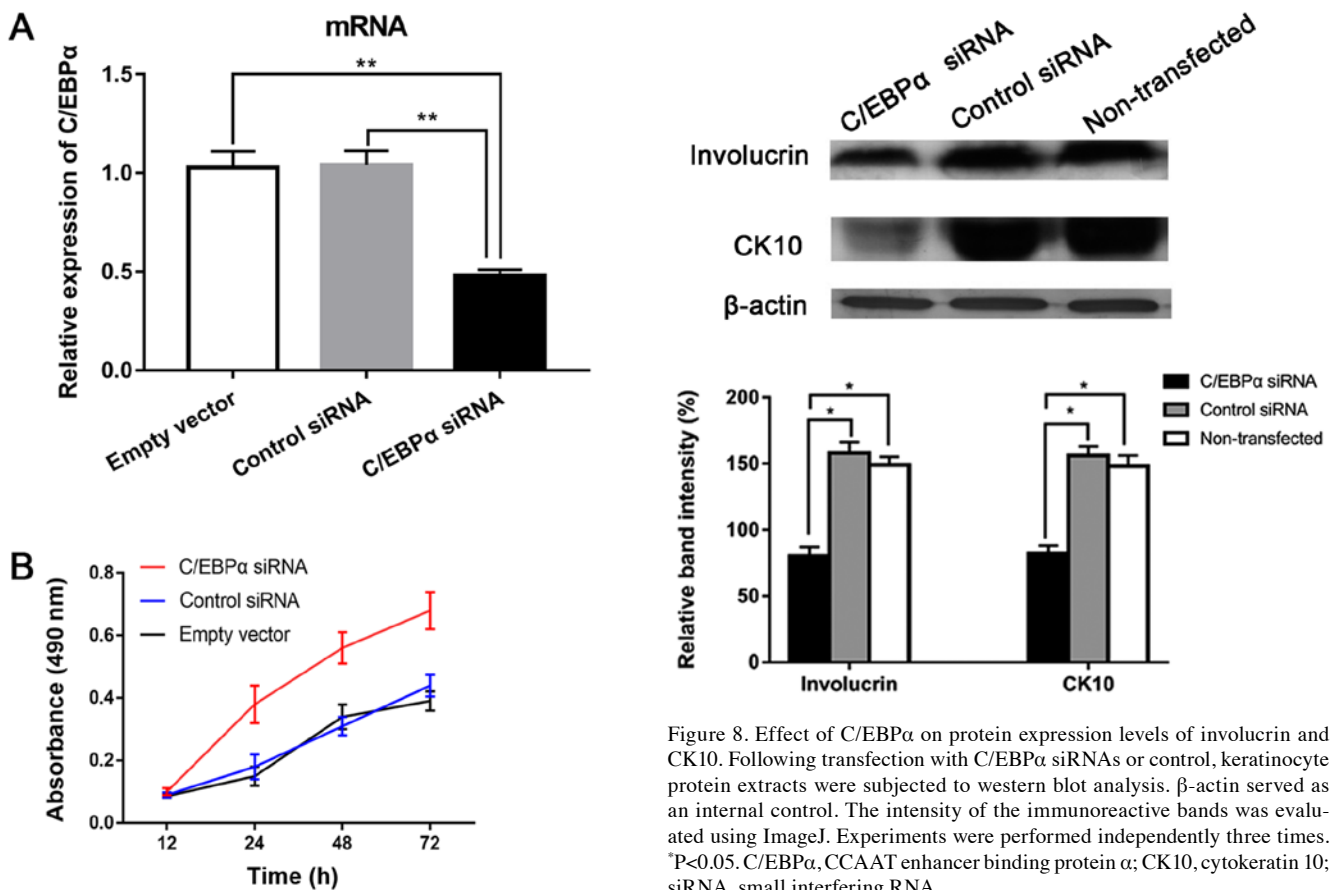 A
mRNA
Relative expression of C/EBPα
1.5
1.0
0.5
0.0
**
**
Empty vector
Control siRNA
C/EBPα siRNA
B
Absorbance (490 nm)
0.8
0.6
0.4
0.2
0.0
C/EBPα siRNA
Control siRNA
Empty vector
12 24 48 72
Time (h)
C/EBPα siRNA
Control siRNA
Non-transfected
Involucrin
CK10
β-actin
Relative band intensity (%)
200
150
100
50
0
*
*
*
*
C/EBPα siRNA
Control siRNA
Non-transfected
Involucrin CK10
Figure 8. Effect of C/EBPα on protein expression levels of involucrin and
CK10. Following transfection with C/EBPα siRNAs or control, keratinocyte
protein extracts were subjected to western blot analysis. β-actin served as
an internal control. The intensity of the immunoreactive bands was evalu-
ated using ImageJ. Experiments were performed independently three times.
*P<0.05. C/EBPα, CCAAT enhancer binding protein α; CK10, cytokeratin 10;
siRNA, small interfering RNA